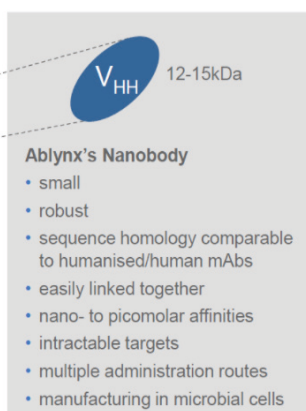 VHH 12-15kDa
Ablynx's Nanobody
• small
• robust
• sequence homology comparable
to humanised/human mAbs
• easily linked together
• nano- to picomolar affinities
• intractable targets
• multiple administration routes
• manufacturing in microbial cells